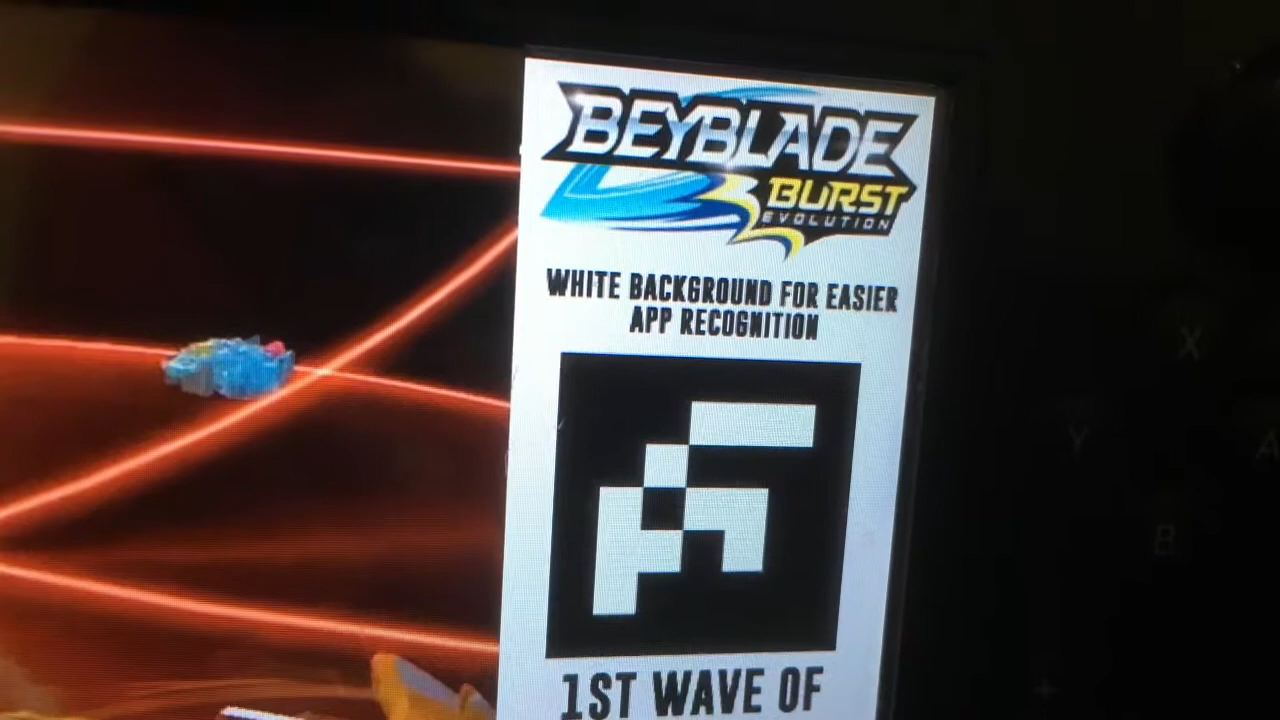 BEYBLADE
BURST
EVOLUTION
WHITE BACKGROUND FOR EASIER
APP RECOGNITION
1ST WAVE OF
X
Y
A
B